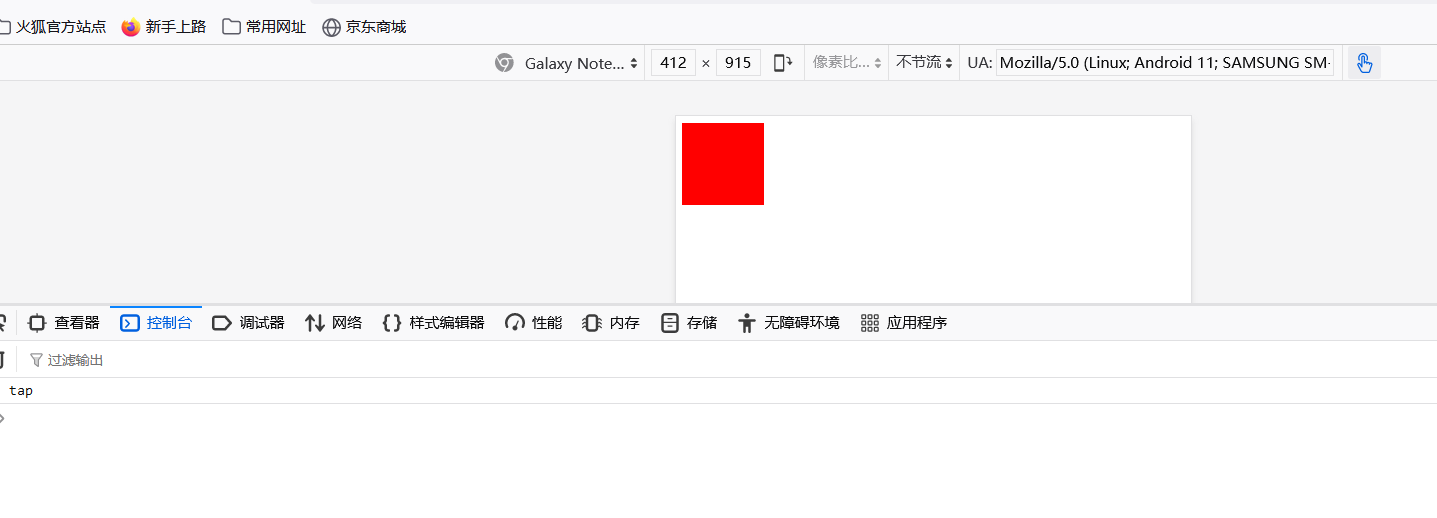 火狐官方站点 新手上路 常用网址 京东商城
Galaxy Note... 412 × 915 像素比... 不节流 UA: Mozilla/5.0 (Linux; Android 11; SAMSUNG SM-
查看器 控制台 调试器 网络 样式编辑器 性能 内存 存储 无障碍环境 应用程序
过滤输出
tap